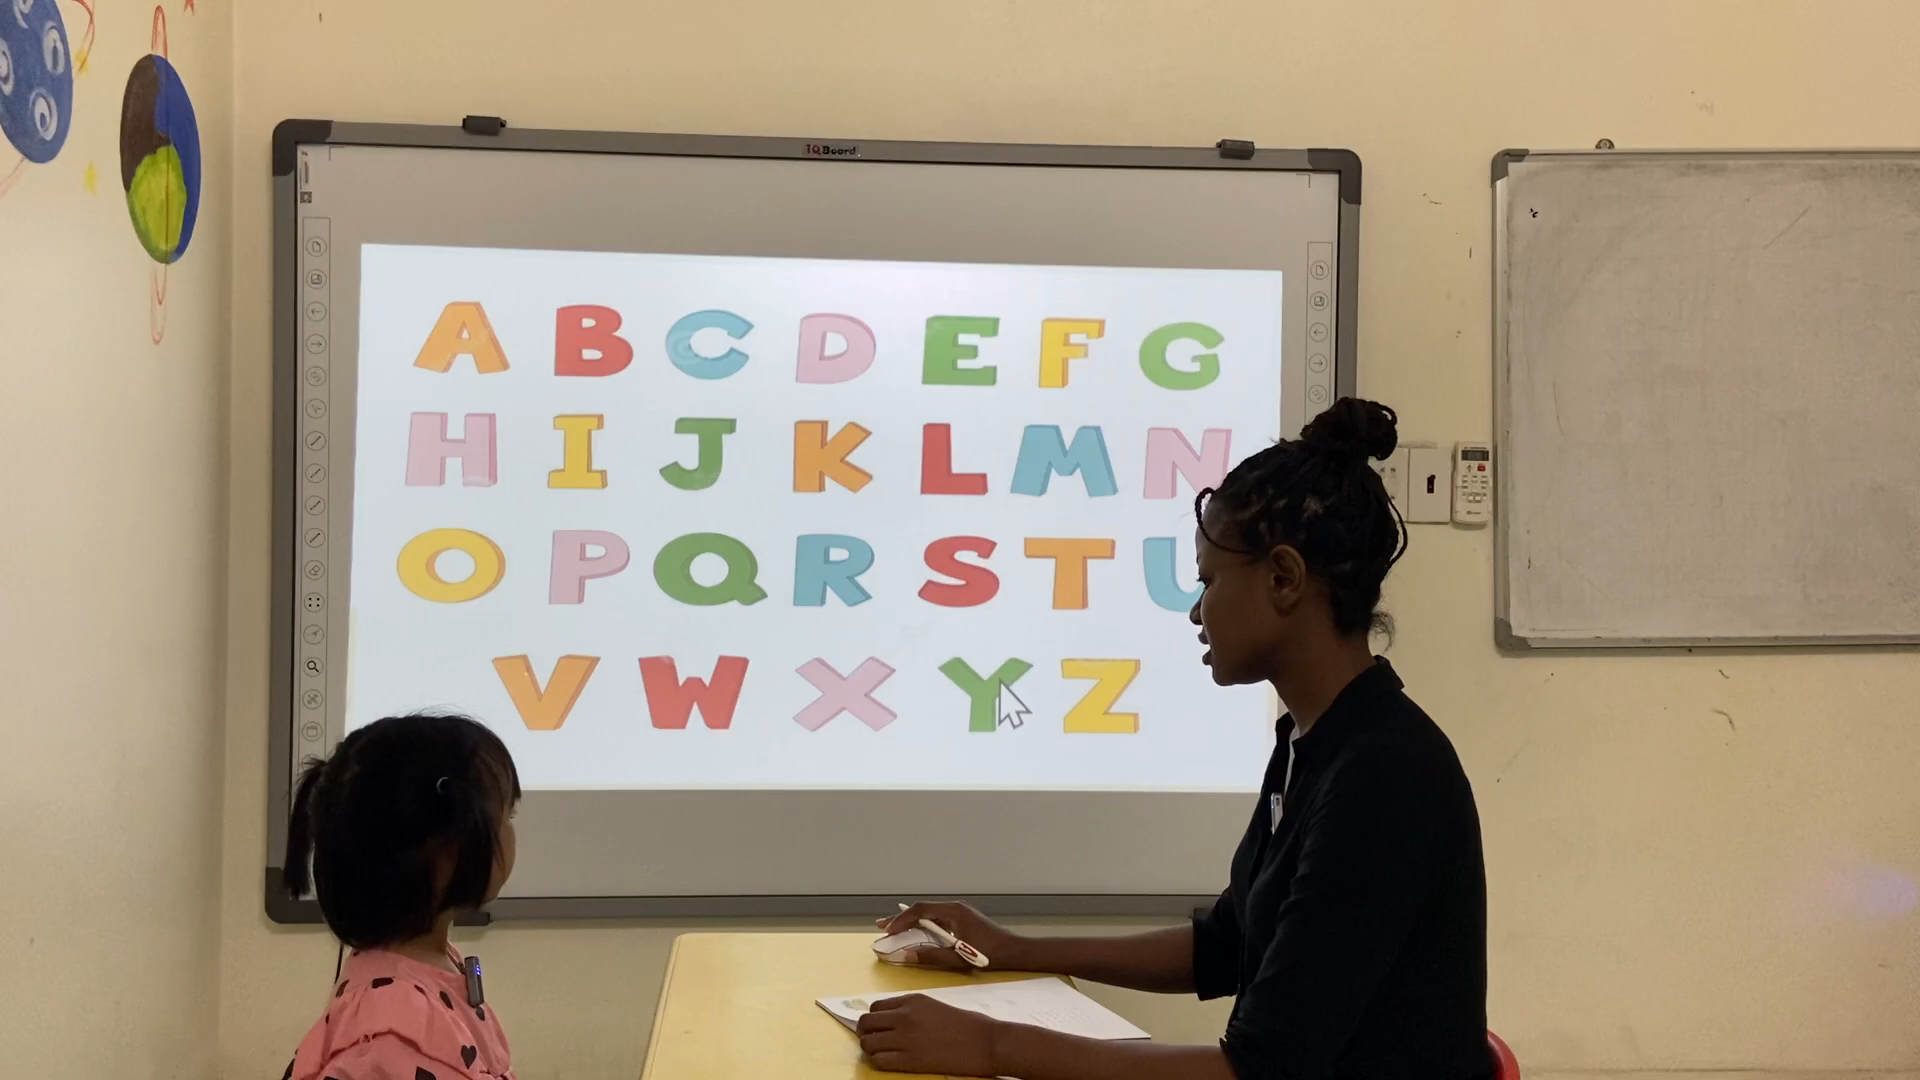 IQBoard
A B C D E F G
H I J K L M N
O P Q R S T U
V W X Y Z